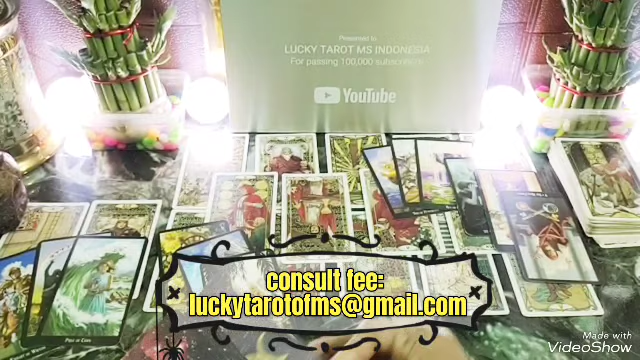 Presented to
LUCKY TAROT MS INDONESIA
For passing 100,000 subscribers
YouTube
consult fee:
luckytarotofms@gmail.com
Made with
VideoShow